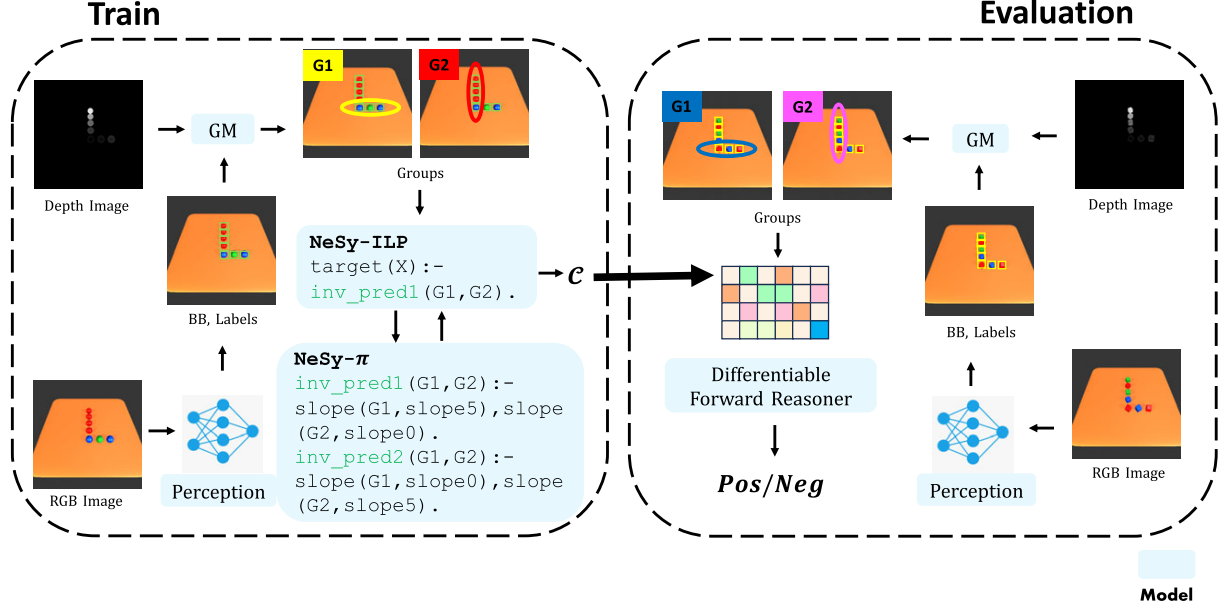 Train
Evaluation
G1
G2
GM
Groups
Depth Image
BB, Labels
RGB Image
Perception
NeSy-ILP
target(X):-
inv_pred1(G1,G2).
𝓒
NeSy-π
inv_pred1(G1,G2):-
slope(G1,slope5),slope
(G2,slope0).
inv_pred2(G1,G2):-
slope(G1,slope0),slope
(G2,slope5).
G1
G2
GM
Groups
Depth Image
BB, Labels
Differentiable
Forward Reasoner
Pos/Neg
Perception
RGB Image
Model